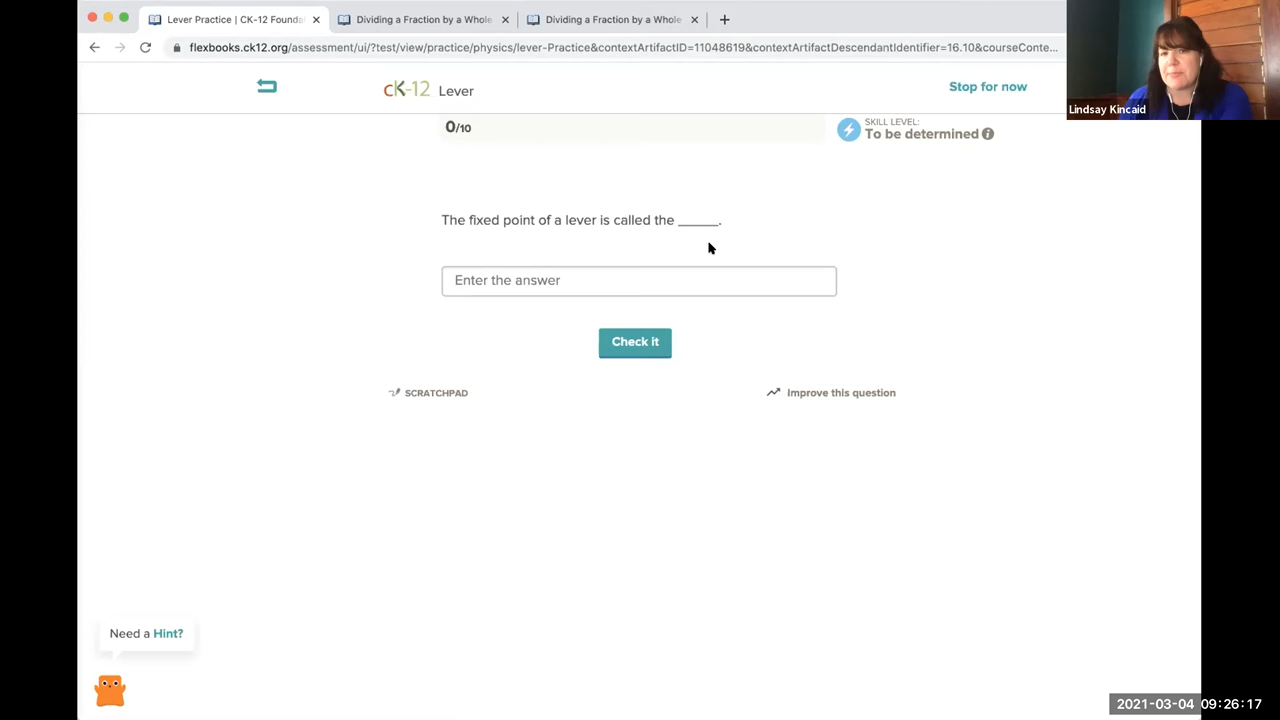 Lever Practice | CK-12 Founda
Dividing a Fraction by a Whole
Dividing a Fraction by a Whole
flexbooks.ck12.org/assessment/ui/?test/view/practice/physics/lever-Practice&contextArtifactID=11048619&contextArtifactDescendantIdentifier=16.10&courseConte...
cK-12 Lever
Stop for now
Lindsay Kincaid
0/10
SKILL LEVEL:
To be determined
The fixed point of a lever is called the ______.
Enter the answer
Check it
SCRATCHPAD
Improve this question
Need a Hint?
2021-03-04 09:26:17